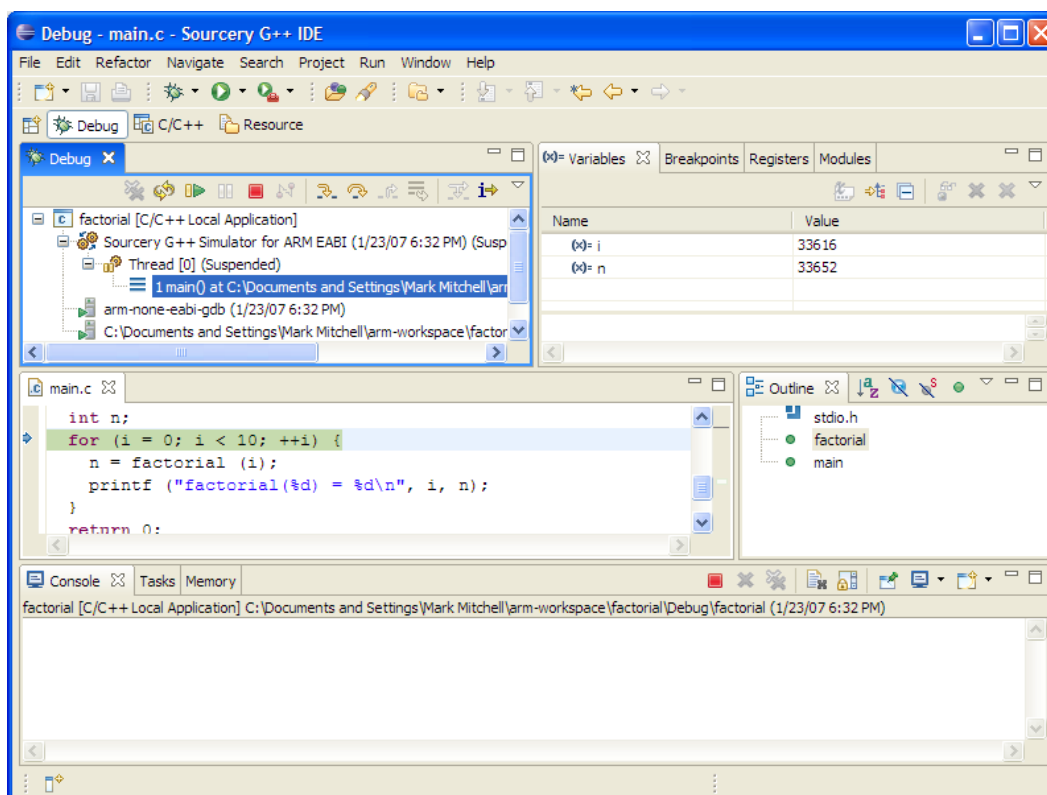 Debug - main.c - Sourcery G++ IDE
File Edit Refactor Navigate Search Project Run Window Help
Debug C/C++ Resource
Debug
factorial [C/C++ Local Application]
Sourcery G++ Simulator for ARM EABI (1/23/07 6:32 PM) (Susp
Thread [0] (Suspended)
1 main() at C:\Documents and Settings\Mark Mitchell\arr
arm-none-eabi-gdb (1/23/07 6:32 PM)
C:\Documents and Settings\Mark Mitchell\arm-workspace\factor
(x)= Variables Breakpoints Registers Modules
Name Value
(x)= i 33616
(x)= n 33652
main.c
int n;
for (i = 0; i < 10; ++i) {
n = factorial (i);
printf ("factorial(%d) = %d\n", i, n);
}
return 0;
Outline
stdio.h
factorial
main
Console Tasks Memory
factorial [C/C++ Local Application] C:\Documents and Settings\Mark Mitchell\arm-workspace\factorial\Debug\factorial (1/23/07 6:32 PM)